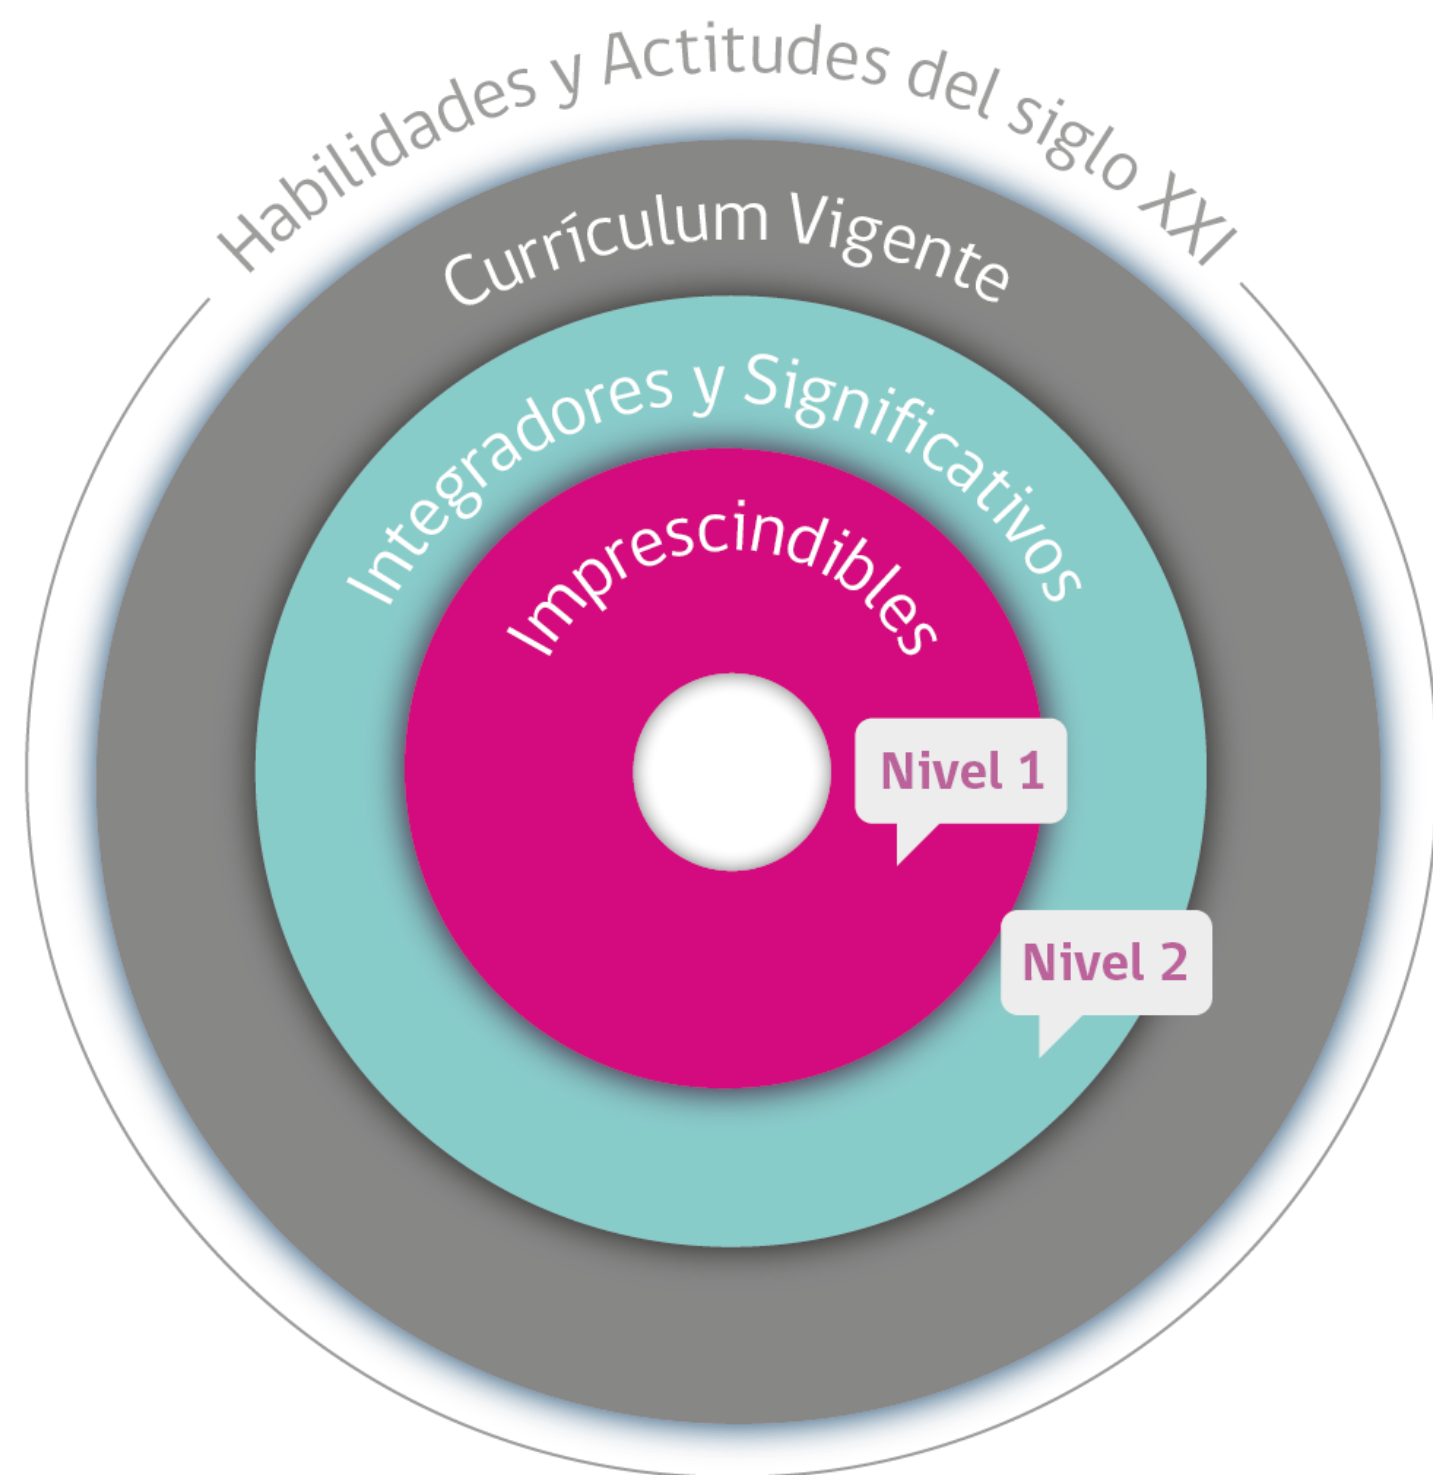 Habilidades y Actitudes del siglo XXI
Currículum Vigente
Integradores y Significativos
Imprescindibles
Nivel 1
Nivel 2